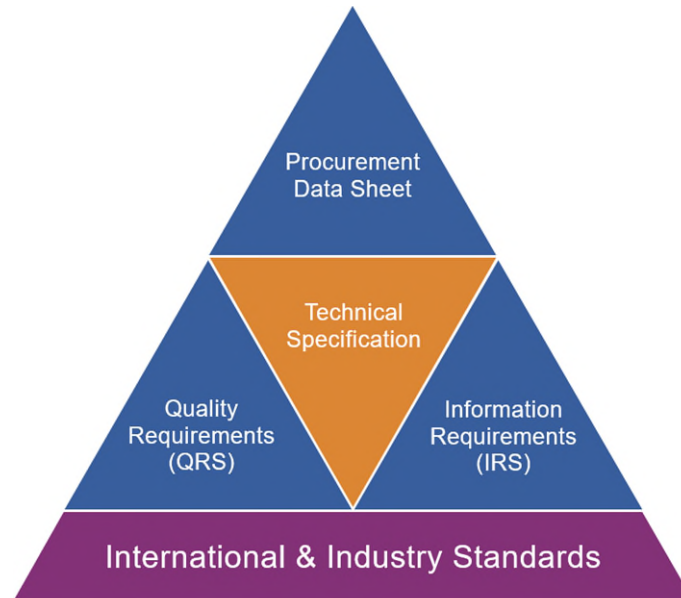 Procurement
Data Sheet
Technical
Specification
Quality
Requirements
(QRS)
Information
Requirements
(IRS)
International & Industry Standards